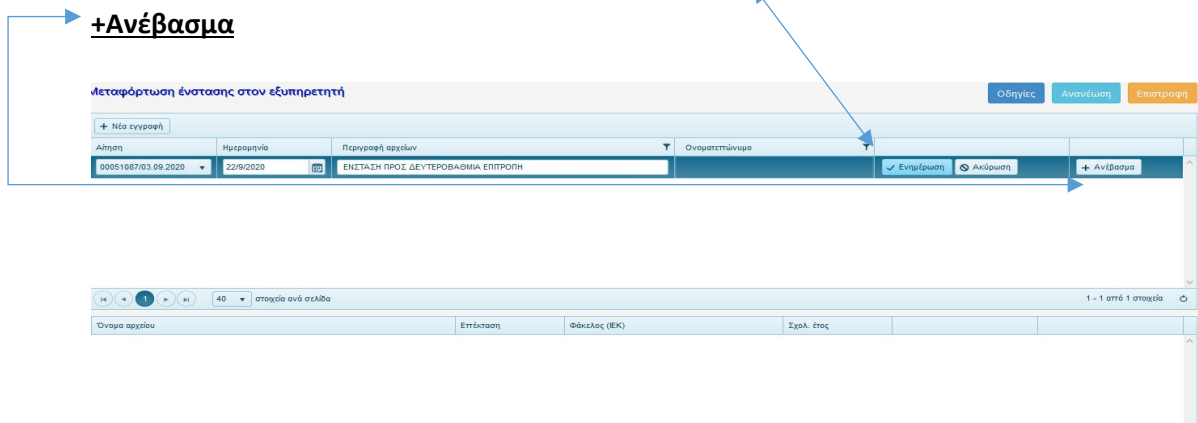 +Ανέβασμα
Μεταφόρτωση ένστασης στον εξυπηρετητή Οδηγίες Ανανέωση Επιστροφή
+ Νέα εγγραφή
Αίτηση Ημερομηνία Περιγραφή αρχείων Ονοματεπώνυμο
00051087/03.09.2020 22/9/2020 ΕΝΣΤΑΣΗ ΠΡΟΣ ΔΕΥΤΕΡΟΒΑΘΜΙΑ ΕΠΙΤΡΟΠΗ Ενημέρωση Ακύρωση + Ανέβασμα
1 40 στοιχεία ανά σελίδα 1 - 1 από 1 στοιχεία
Όνομα αρχείου Επέκταση Φάκελος (ΙΕΚ) Σχολ. έτος